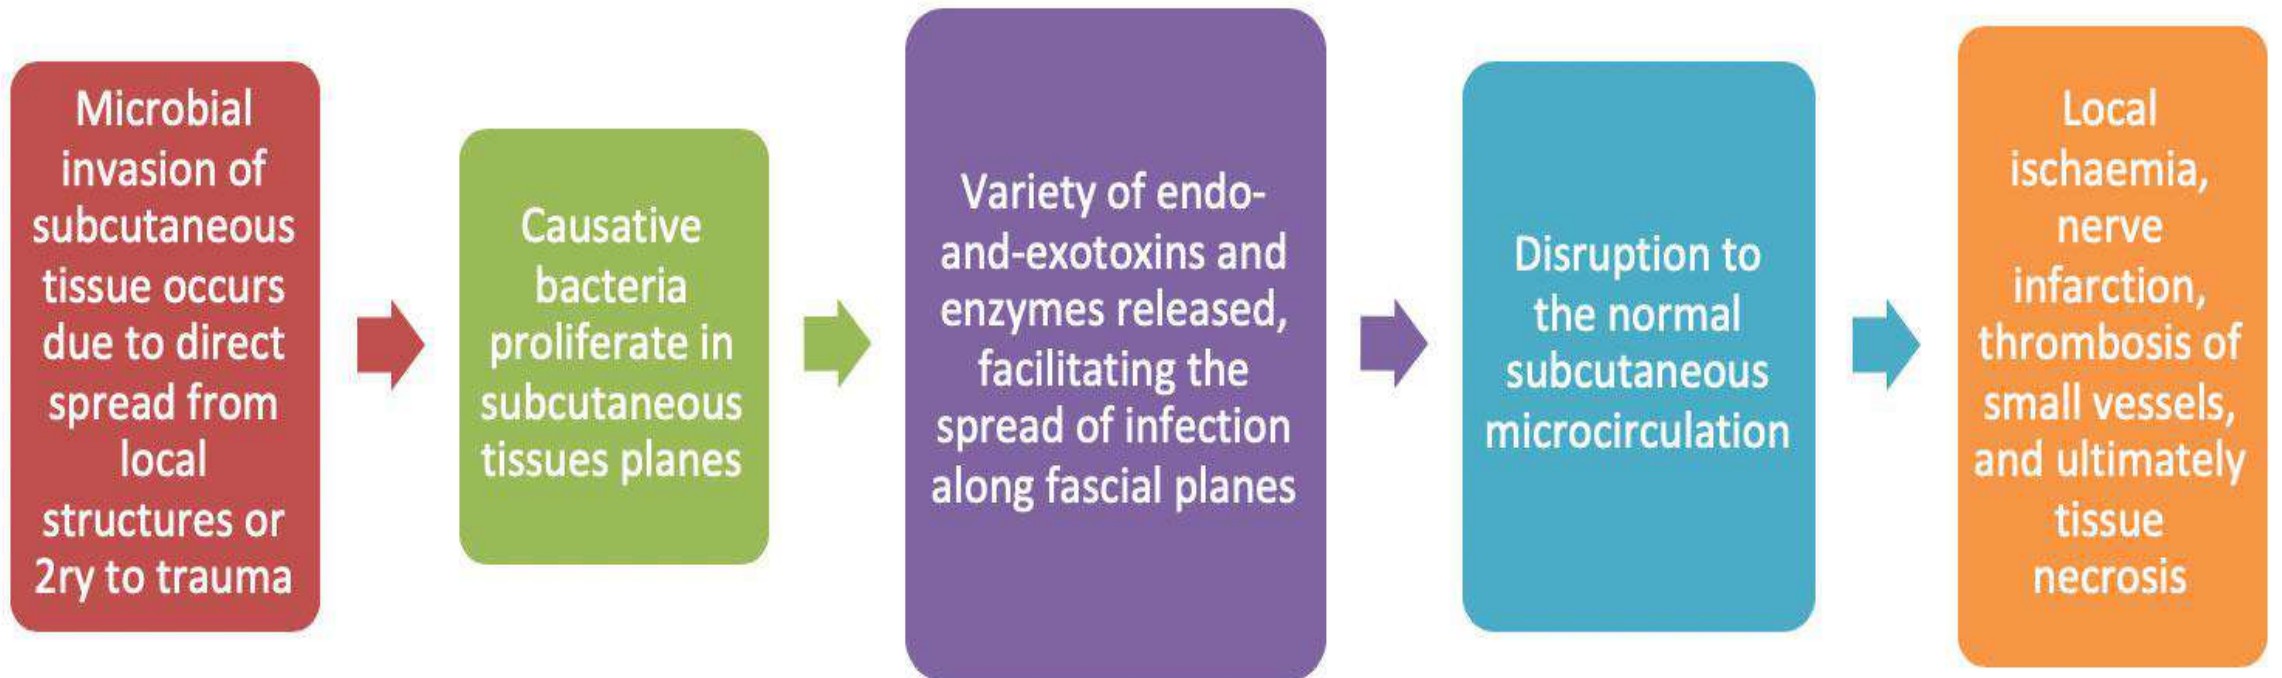 Microbial
invasion of
subcutaneous
tissue occurs
due to direct
spread from
local
structures or
2ry to trauma
Causative
bacteria
proliferate in
subcutaneous
tissues planes
Variety of endo-
and-exotoxins and
enzymes released,
facilitating the
spread of infection
along fascial planes
Disruption to
the normal
subcutaneous
microcirculation
Local
ischaemia,
nerve
infarction,
thrombosis of
small vessels,
and ultimately
tissue
necrosis